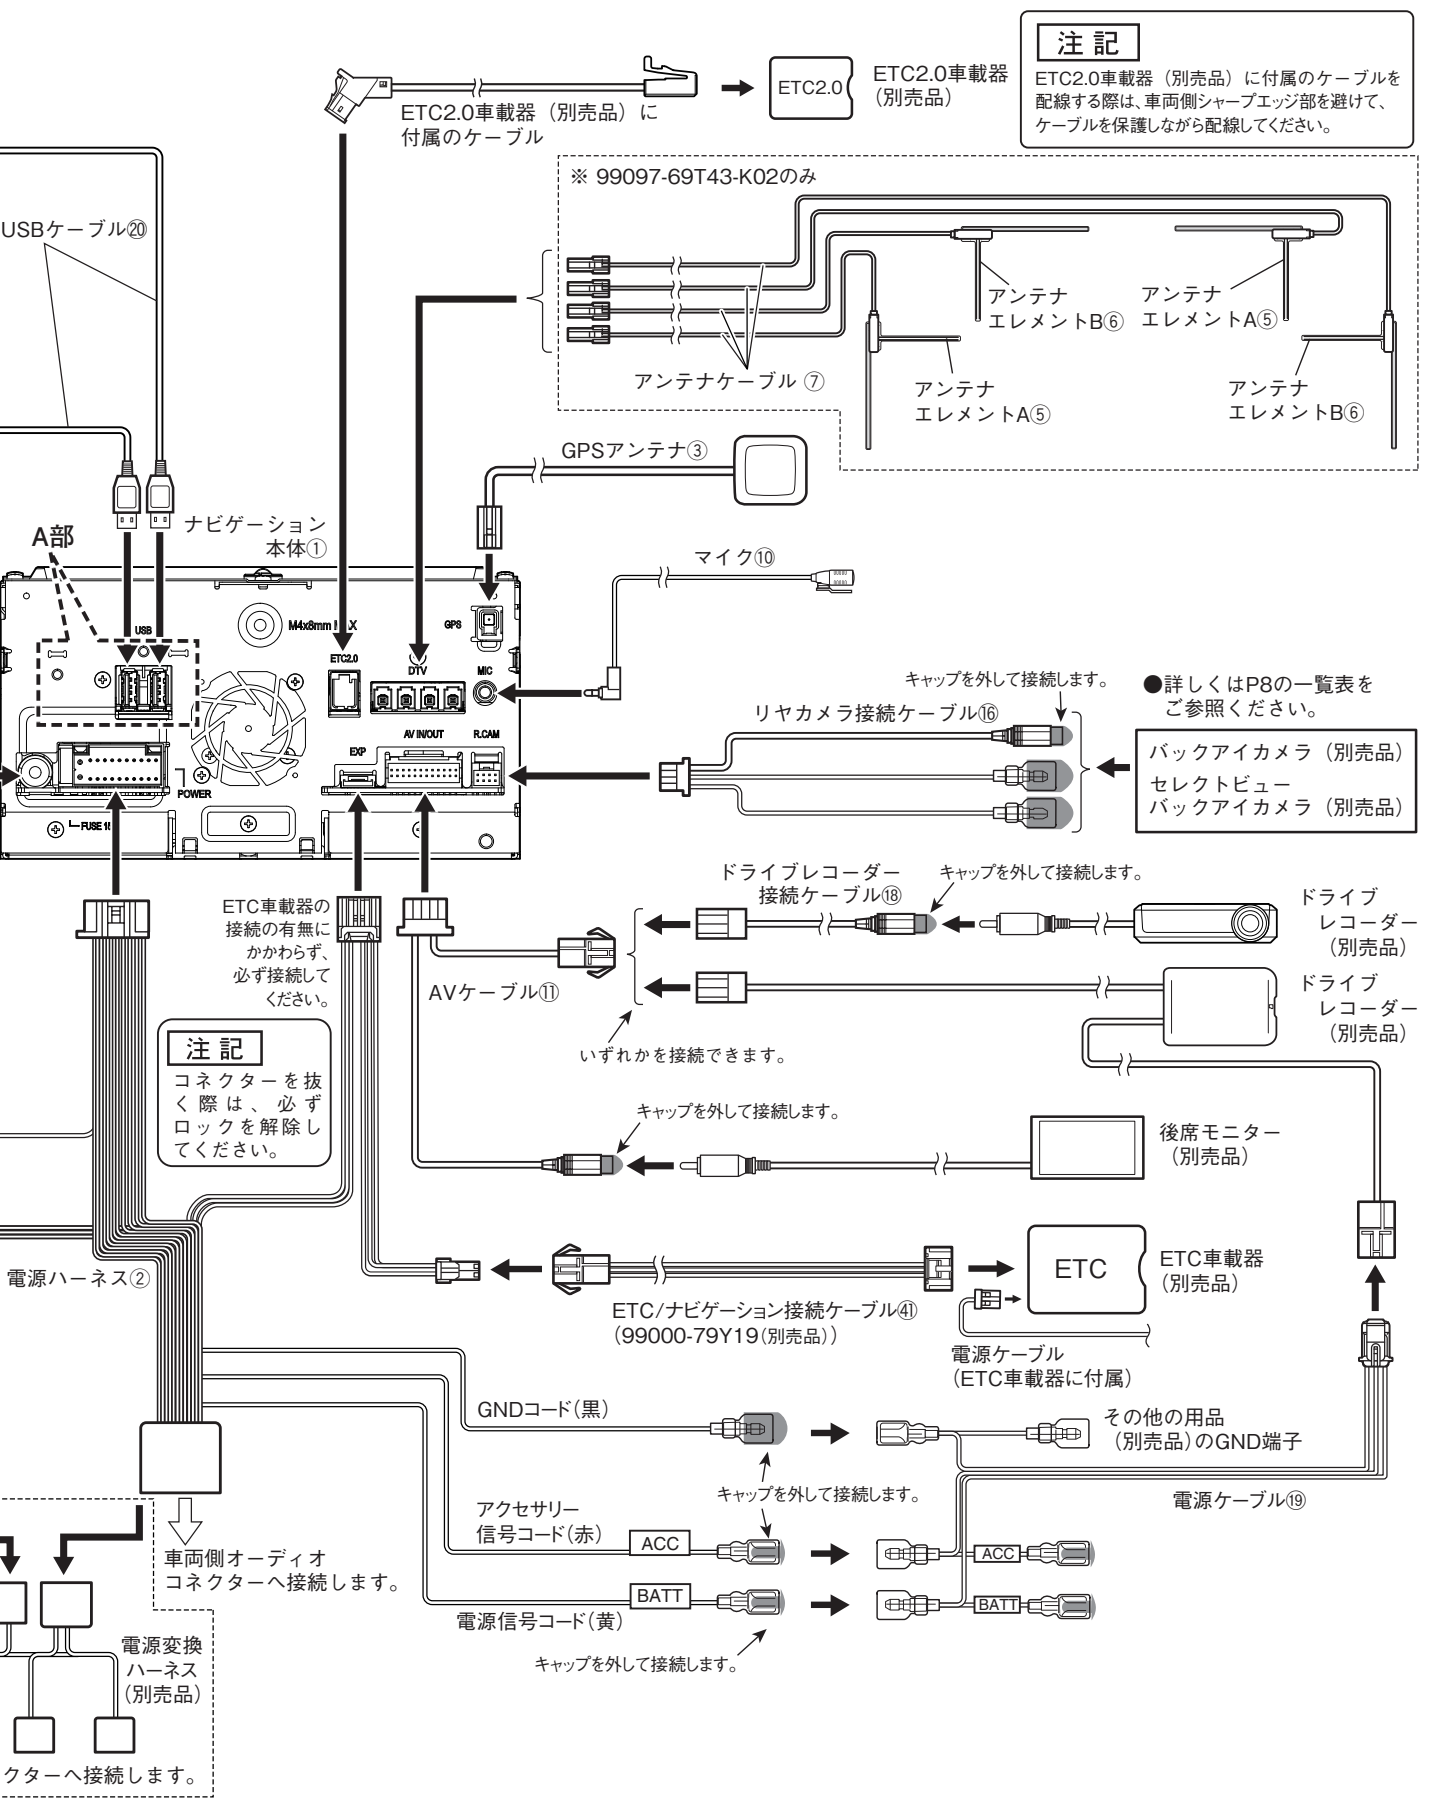 注記
ETC2.0車載器（別売品）に付属のケーブルを
配線する際は、車両側シャープエッジ部を避けて、
ケーブルを保護しながら配線してください。
ETC2.0
ETC2.0車載器
（別売品）
ETC2.0車載器（別売品）に
付属のケーブル
※ 99097-69T43-K02のみ
USBケーブル⑳
アンテナ
エレメントB⑥
アンテナ
エレメントA⑤
アンテナケーブル ⑦
アンテナ
エレメントA⑤
アンテナ
エレメントB⑥
GPSアンテナ③
ナビゲーション
本体①
A部
マイク⑩
USB
M4x8mm MAX
GPS
ETC2.0
DTV
MIC
AV IN/OUT
R.CAM
EXP
POWER
FUSE 15
キャップを外して接続します。
リヤカメラ接続ケーブル⑯
●詳しくはP8の一覧表を
ご参照ください。
バックアイカメラ（別売品）
セレクトビュー
バックアイカメラ（別売品）
ETC車載器の
接続の有無に
かかわらず、
必ず接続して
ください。
ドライブレコーダー
接続ケーブル⑱
キャップを外して接続します。
ドライブ
レコーダー
（別売品）
AVケーブル⑪
ドライブ
レコーダー
（別売品）
いずれかを接続できます。
注記
コネクターを抜
く際は、必ず
ロックを解除し
てください。
キャップを外して接続します。
後席モニター
（別売品）
電源ハーネス②
ETC
ETC車載器
（別売品）
ETC/ナビゲーション接続ケーブル㊶
（99000-79Y19（別売品））
電源ケーブル
（ETC車載器に付属）
GNDコード（黒）
その他の用品
（別売品）のGND端子
キャップを外して接続します。
電源ケーブル⑲
アクセサリー
信号コード（赤）
ACC
ACC
車両側オーディオ
コネクターへ接続します。
BATT
BATT
電源信号コード（黄）
キャップを外して接続します。
電源変換
ハーネス
（別売品）
クターへ接続します。